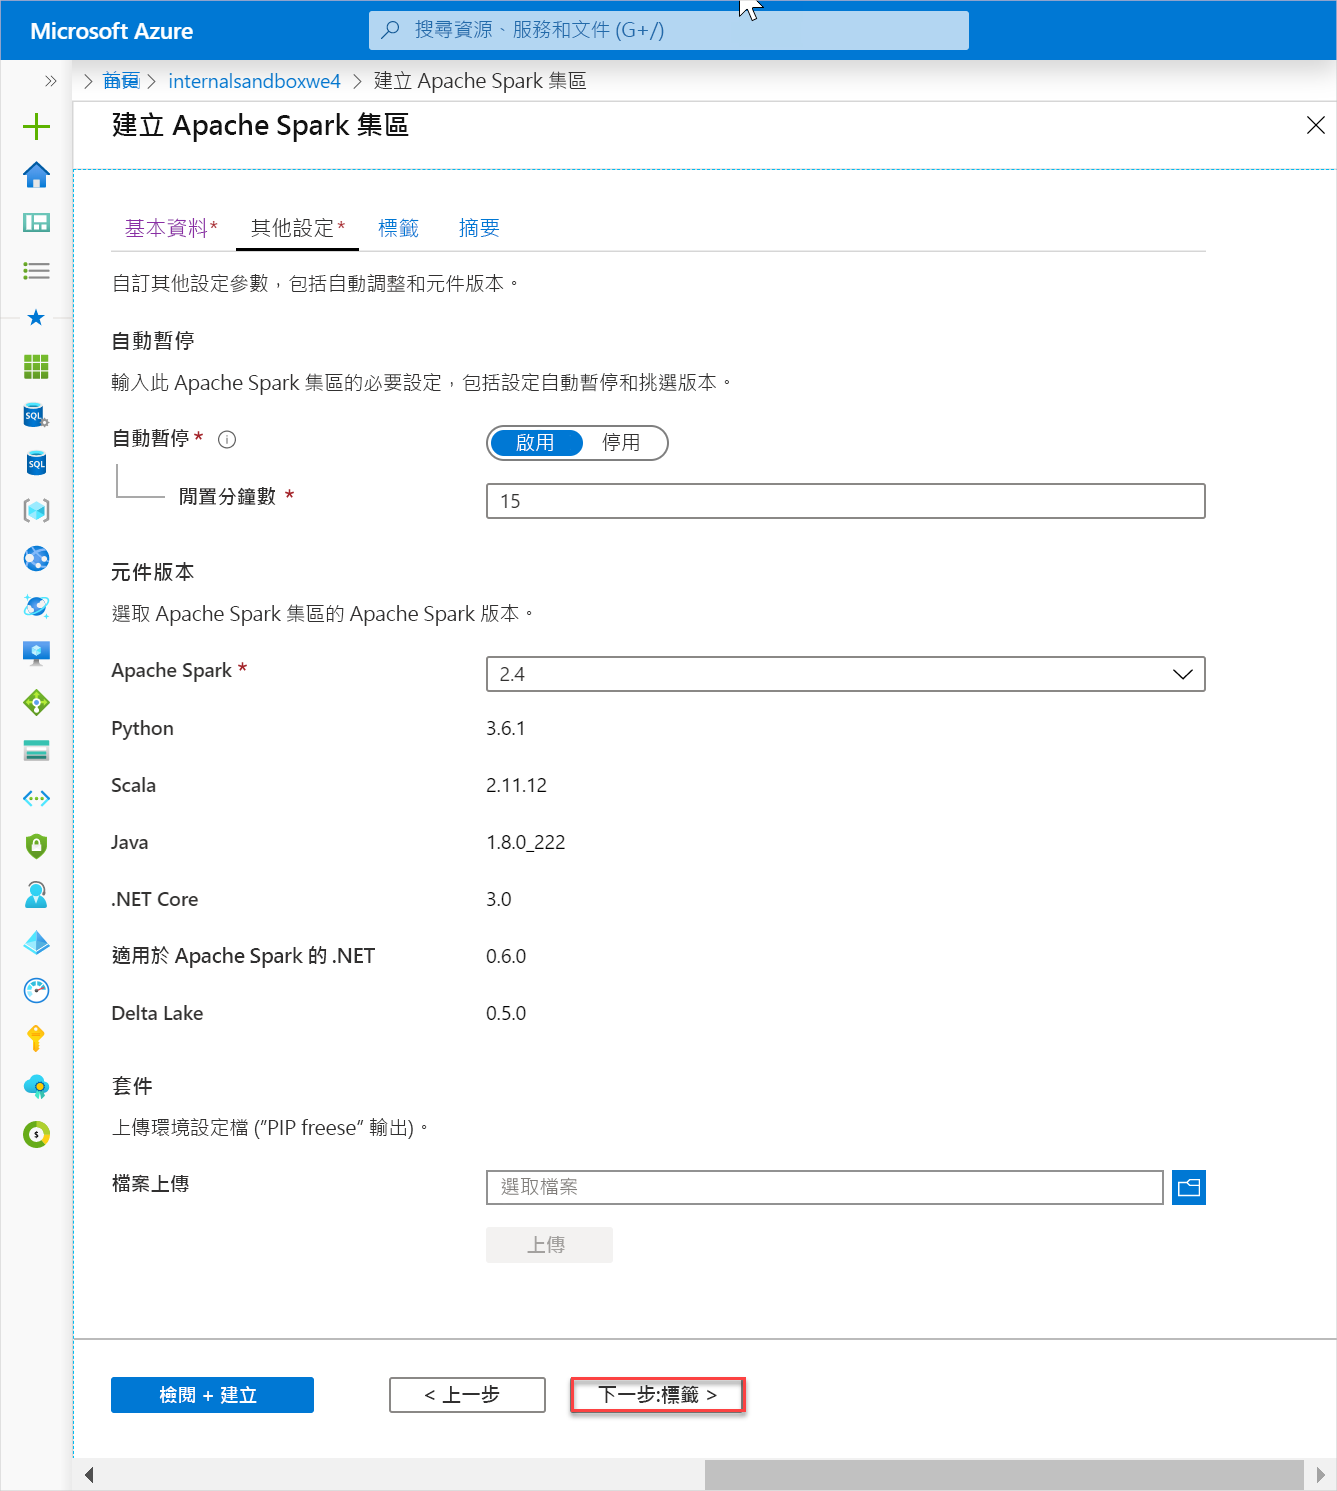 Microsoft Azure
搜尋資源、服務和文件 (G+/)
首頁
internalsandboxwe4
建立 Apache Spark 集區
建立 Apache Spark 集區
基本資料*
其他設定*
標籤
摘要
自訂其他設定參數，包括自動調整和元件版本。
自動暫停
輸入此 Apache Spark 集區的必要設定，包括設定自動暫停和挑選版本。
自動暫停 *
啟用
停用
閒置分鐘數 *
15
元件版本
選取 Apache Spark 集區的 Apache Spark 版本。
Apache Spark *
2.4
Python
3.6.1
Scala
2.11.12
Java
1.8.0_222
.NET Core
3.0
適用於 Apache Spark 的 .NET
0.6.0
Delta Lake
0.5.0
套件
上傳環境設定檔 ("PIP freese" 輸出)。
檔案上傳
選取檔案
上傳
檢閱 + 建立
< 上一步
下一步:標籤 >